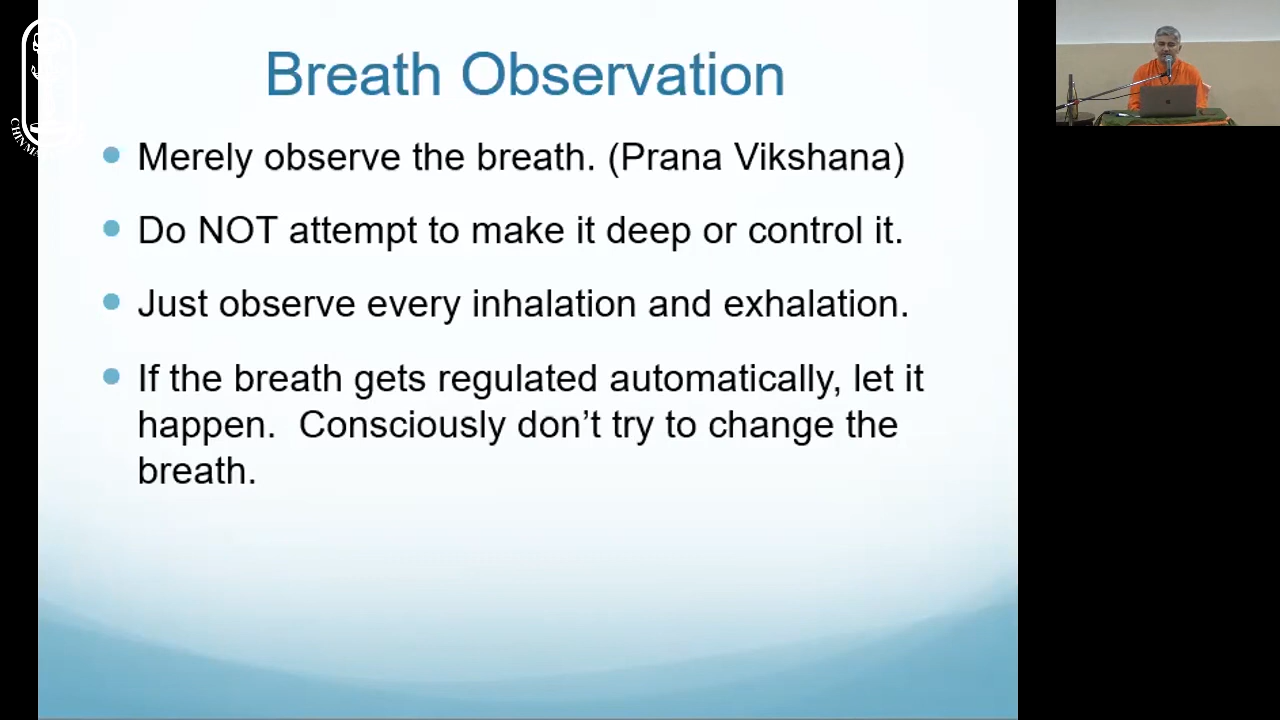 Breath Observation
Merely observe the breath. (Prana Vikshana)
Do NOT attempt to make it deep or control it.
Just observe every inhalation and exhalation.
If the breath gets regulated automatically, let it
happen.  Consciously don’t try to change the
breath.